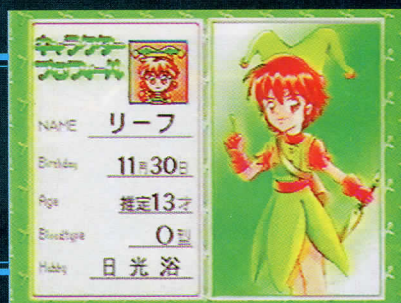 キャラクター
プロフィール
NAME リーフ
Birthday 11月30日
Age 推定13才
Bloodtype O型
Hobby 日光浴